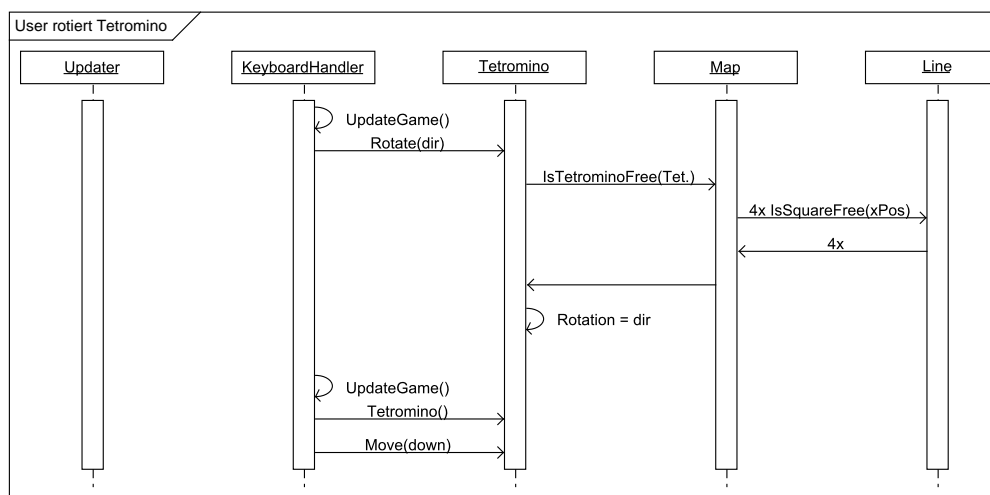 User rotiert Tetromino
Updater
KeyboardHandler
Tetromino
Map
Line
UpdateGame()
Rotate(dir)
IsTetrominoFree(Tet.)
4x IsSquareFree(xPos)
4x
Rotation = dir
UpdateGame()
Tetromino()
Move(down)